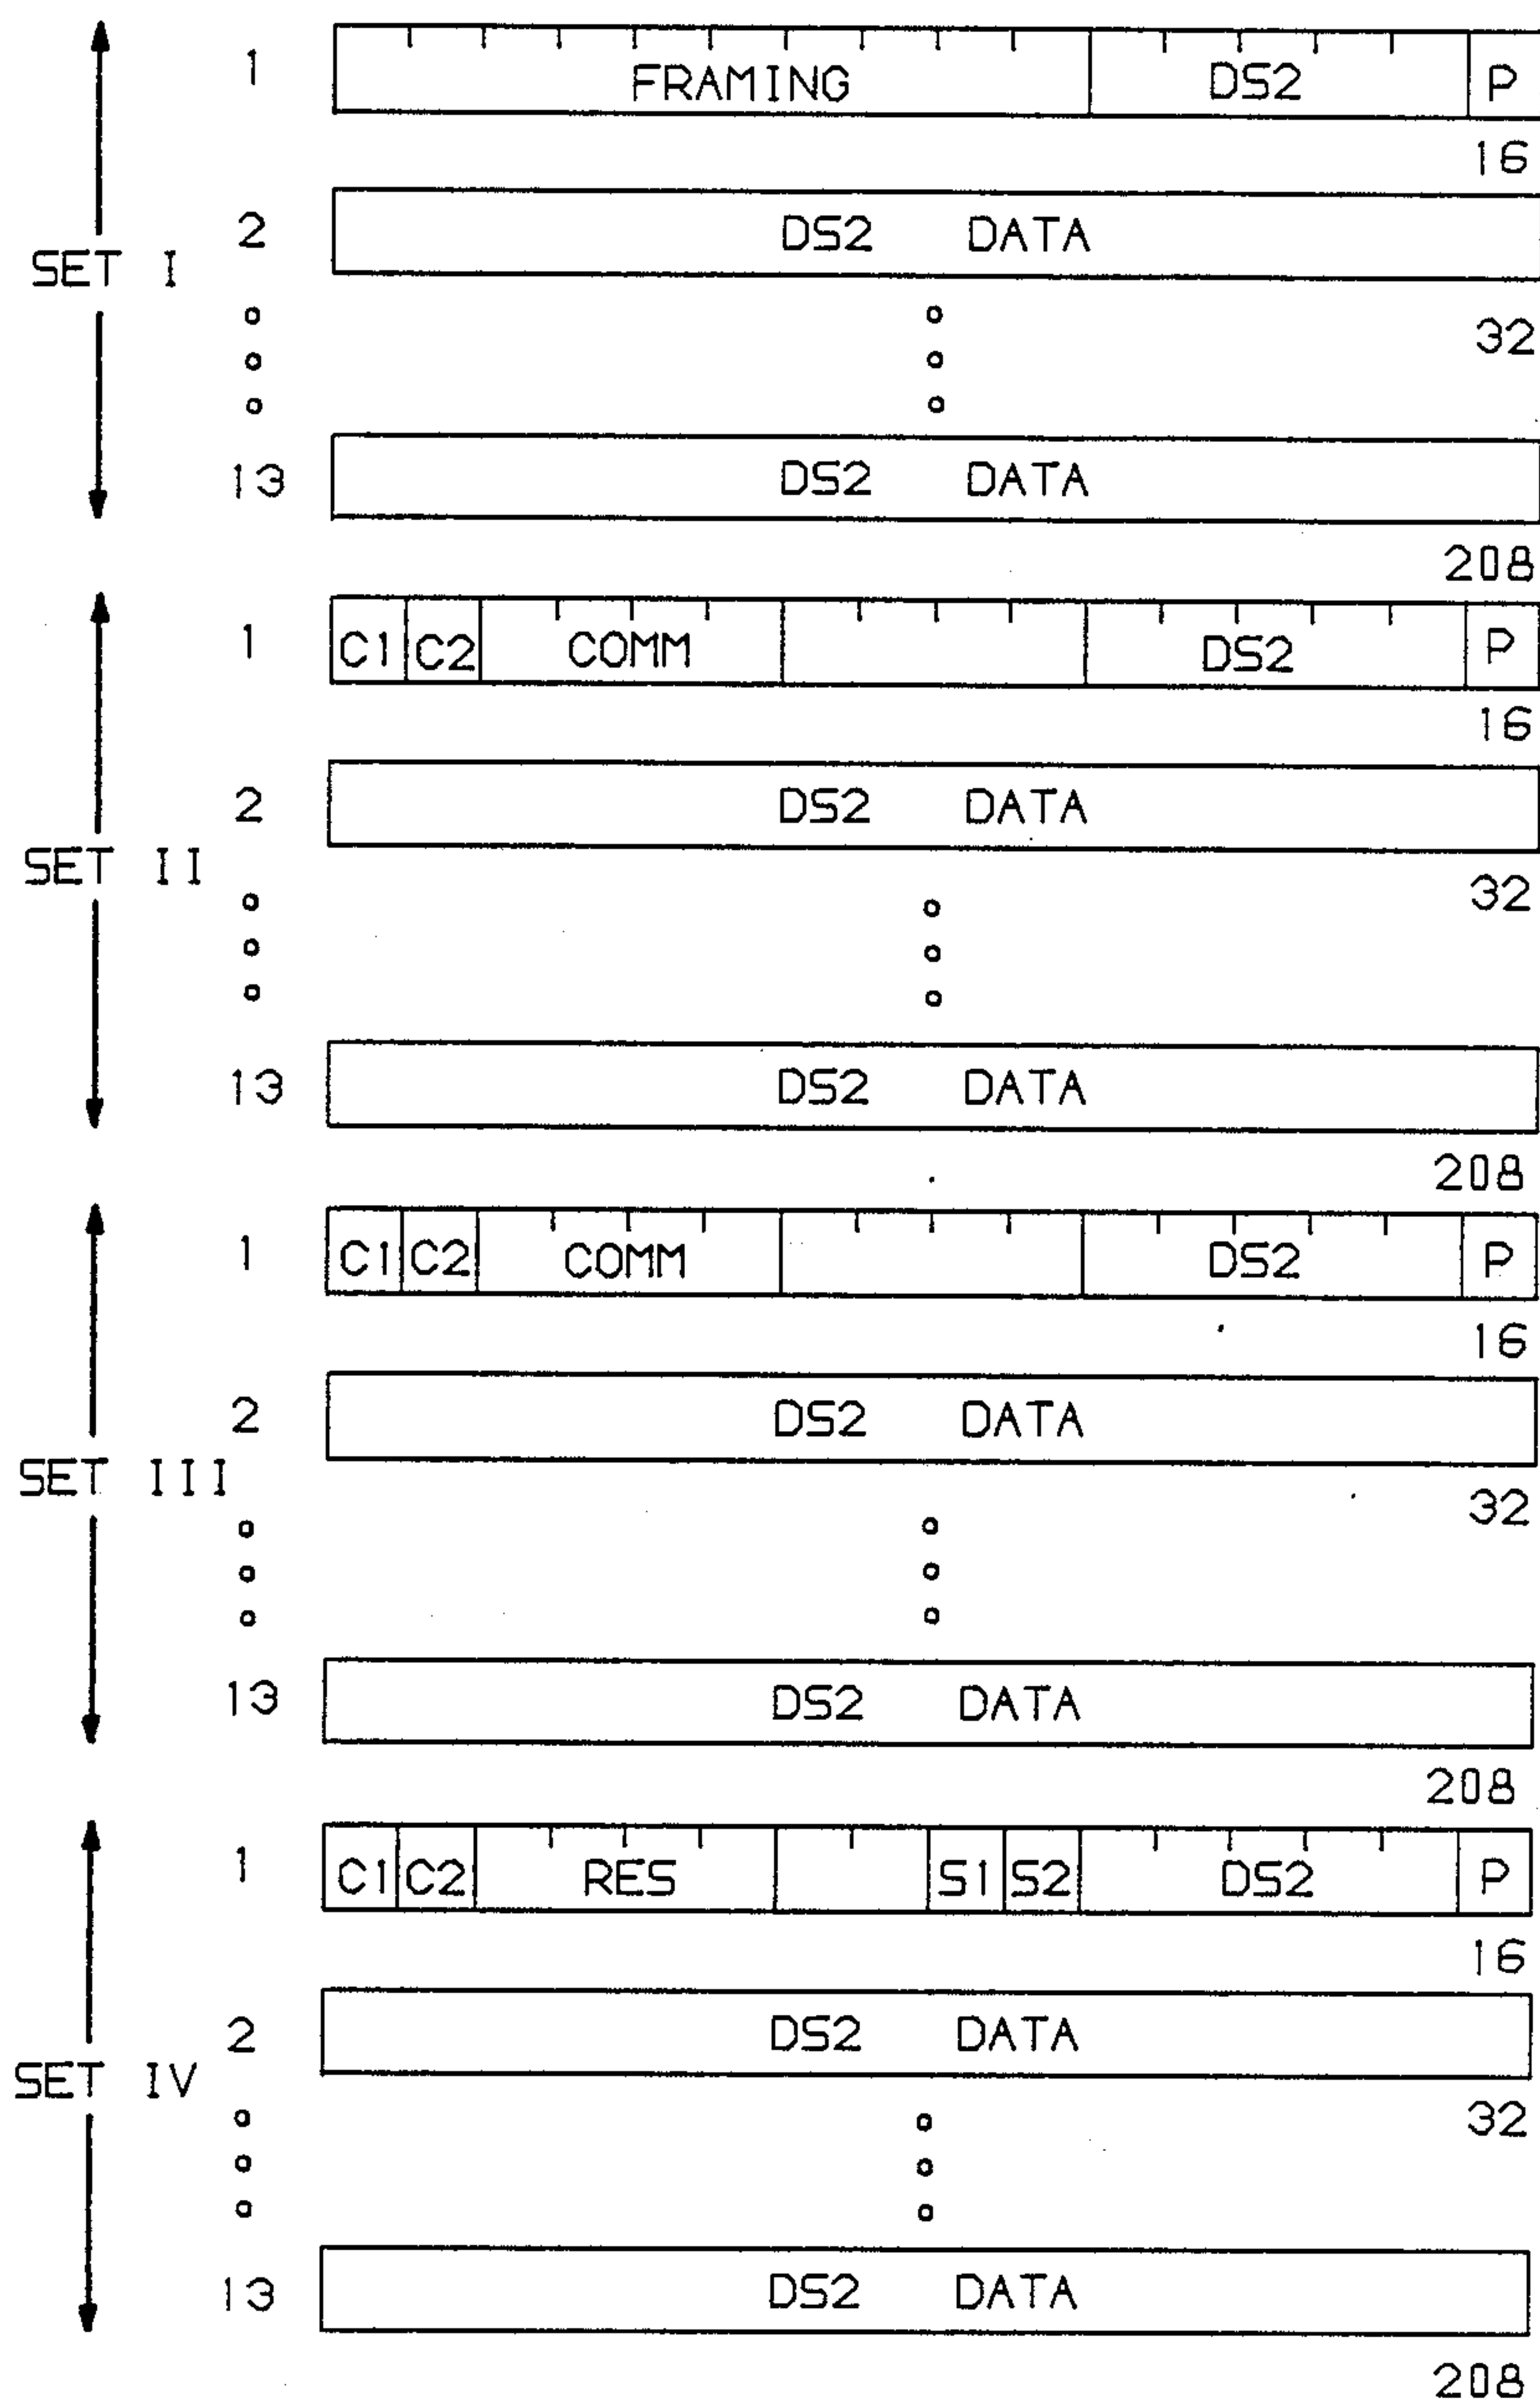 1 FRAMING DS2 P
16
2 DS2 DATA
SET I
32
13 DS2 DATA
208
1 C1 C2 COMM DS2 P
16
2 DS2 DATA
SET II
32
13 DS2 DATA
208
1 C1 C2 COMM DS2 P
16
2 DS2 DATA
SET III
32
13 DS2 DATA
208
1 C1 C2 RES S1 S2 DS2 P
16
2 DS2 DATA
SET IV
32
13 DS2 DATA
208